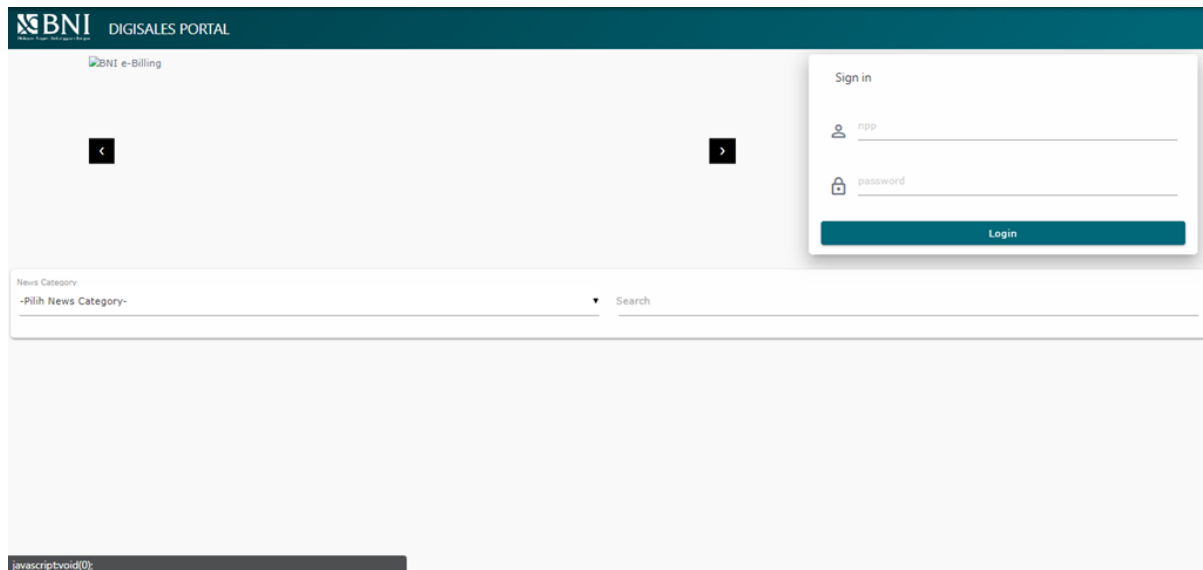 BNI
DIGISALES PORTAL
BNI e-Billing
Sign in
npp
password
Login
News Category
-Pilih News Category-
Search
javascript:void(0);